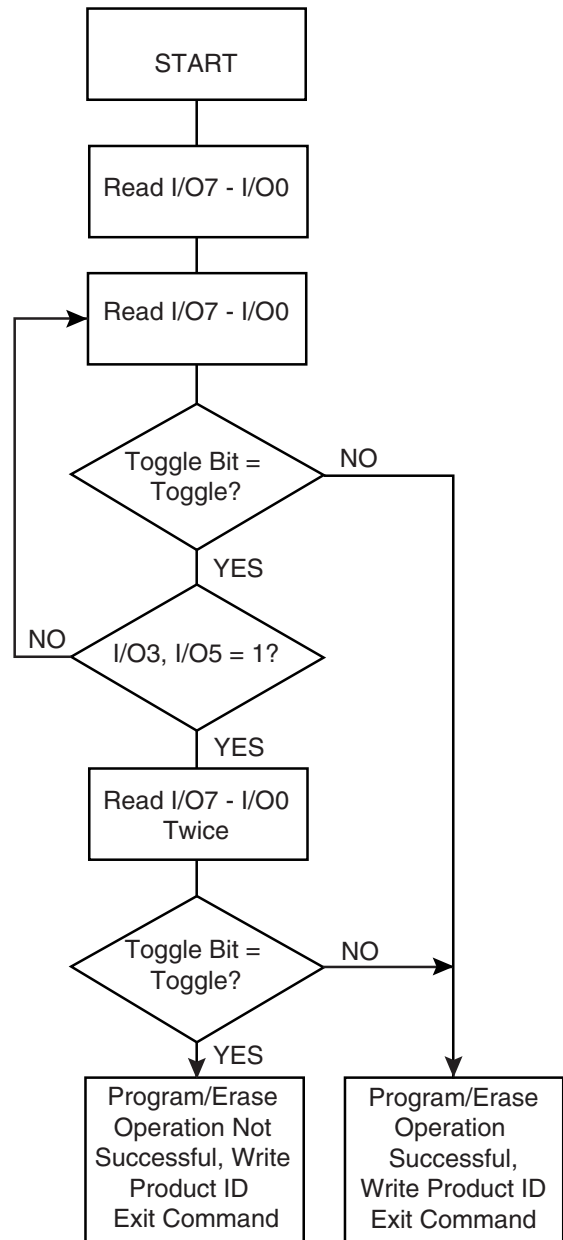 START
Read I/O7 - I/O0
Read I/O7 - I/O0
Toggle Bit =
Toggle?
NO
YES
NO
I/O3, I/O5 = 1?
YES
Read I/O7 - I/O0
Twice
Toggle Bit =
Toggle?
NO
YES
Program/Erase
Operation Not
Successful, Write
Product ID
Exit Command
Program/Erase
Operation
Successful,
Write Product ID
Exit Command